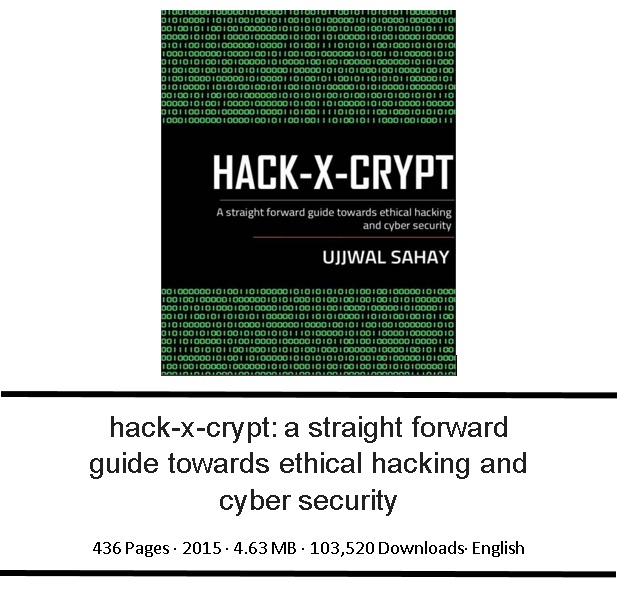 HACK-X-CRYPT
A straight forward guide towards ethical hacking
and cyber security
UJJWAL SAHAY
hack-x-crypt: a straight forward
guide towards ethical hacking and
cyber security
436 Pages · 2015 · 4.63 MB · 103,520 Downloads· English